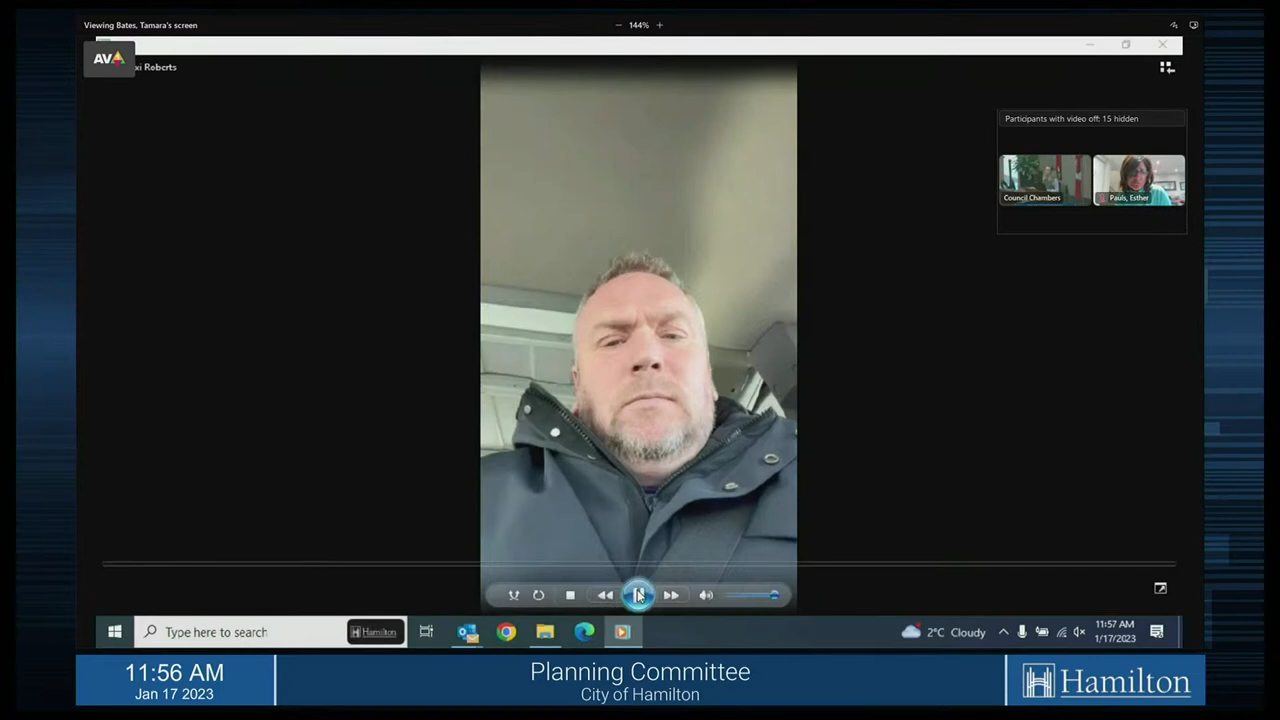 Viewing Bates, Tamara's screen
144%
AV
xi Roberts
Participants with video off: 15 hidden
Council Chambers
Pauls, Esther
Type here to search
Hamilton
2°C Cloudy
11:57 AM
1/17/2023
11:56 AM
Jan 17 2023
Planning Committee
City of Hamilton
Hamilton